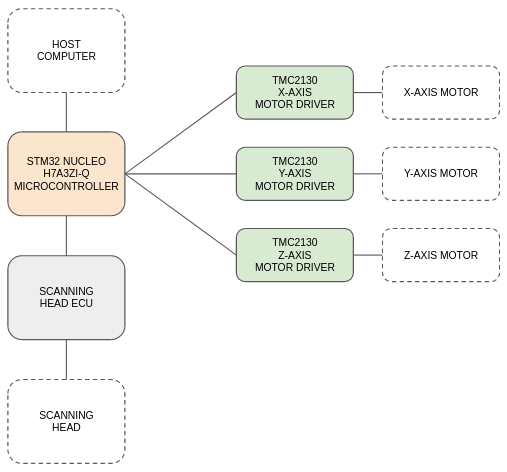 HOST
COMPUTER
STM32 NUCLEO
H7A3ZI-Q
MICROCONTROLLER
SCANNING
HEAD ECU
SCANNING
HEAD
TMC2130
X-AXIS
MOTOR DRIVER
X-AXIS MOTOR
TMC2130
Y-AXIS
MOTOR DRIVER
Y-AXIS MOTOR
TMC2130
Z-AXIS
MOTOR DRIVER
Z-AXIS MOTOR